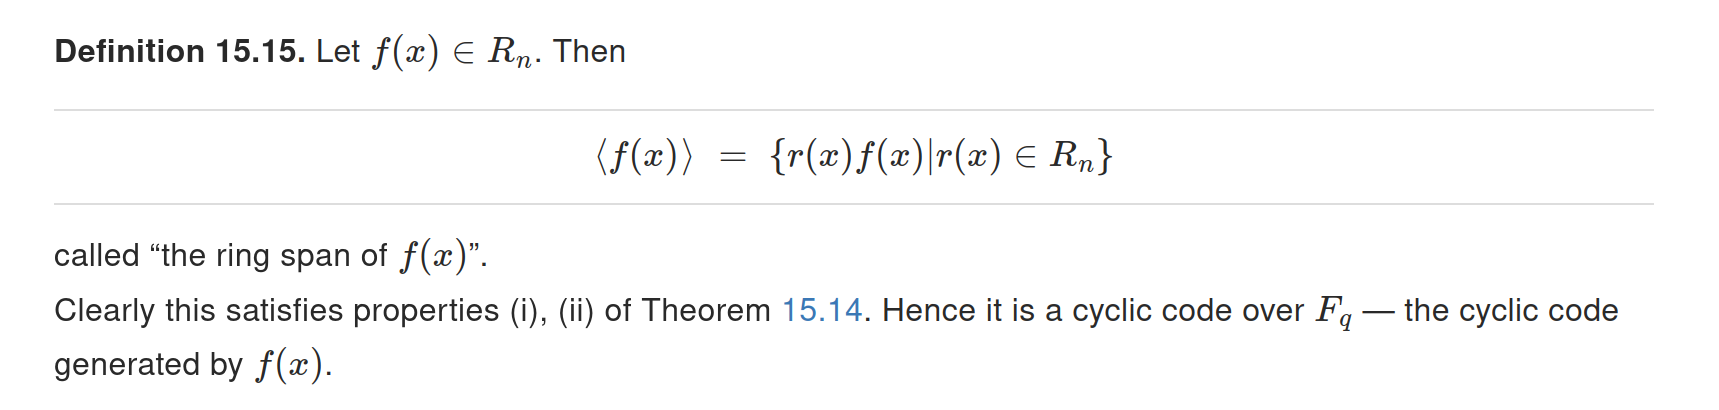 Definition 15.15. Let f(x) ∈ Rₙ. Then
⟨f(x)⟩ = {r(x)f(x)|r(x) ∈ Rₙ}
called “the ring span of f(x)”.
Clearly this satisfies properties (i), (ii) of Theorem 15.14. Hence it is a cyclic code over F_q — the cyclic code
generated by f(x).